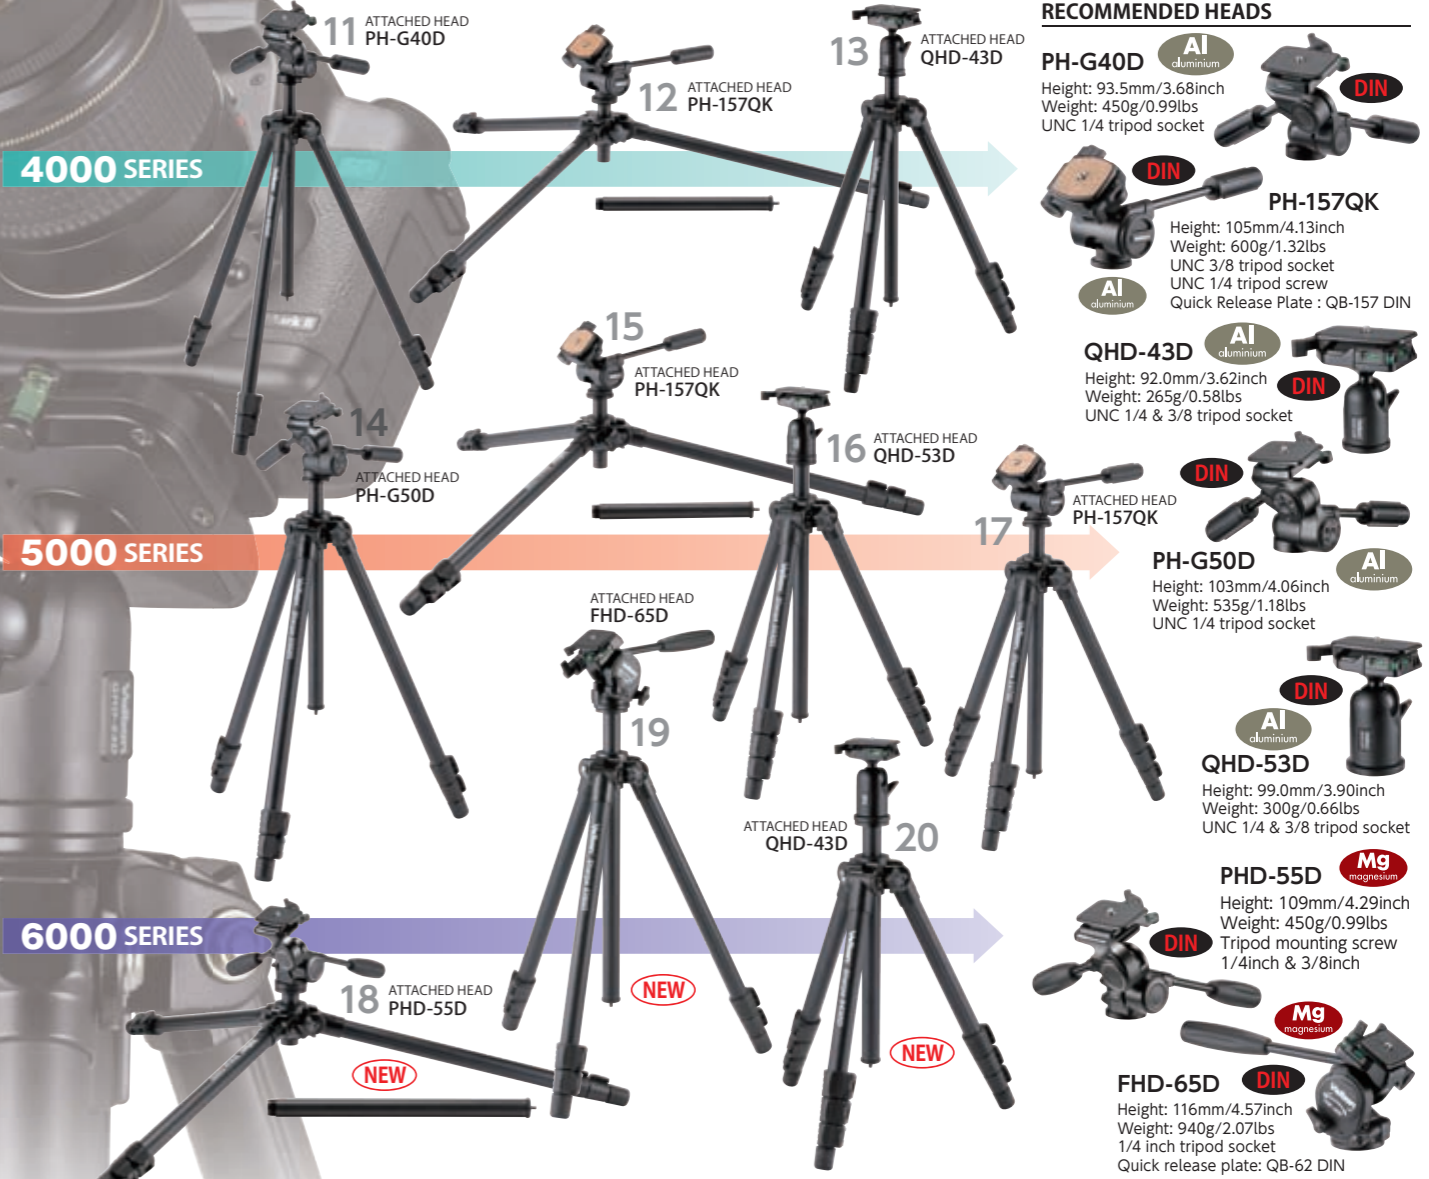 11 ATTACHED HEAD
PH-G40D
12 ATTACHED HEAD
PH-157QK
13 ATTACHED HEAD
QHD-43D
4000 SERIES
15
ATTACHED HEAD
PH-157QK
14
ATTACHED HEAD
PH-G50D
16 ATTACHED HEAD
QHD-53D
17
ATTACHED HEAD
PH-157QK
5000 SERIES
ATTACHED HEAD
FHD-65D
19
NEW
ATTACHED HEAD
QHD-43D
20
NEW
6000 SERIES
18 ATTACHED HEAD
PHD-55D
NEW
RECOMMENDED HEADS
PH-G40D
Al
aluminium
DIN
Height: 93.5mm/3.68inch
Weight: 450g/0.99lbs
UNC 1/4 tripod socket
DIN
PH-157QK
Height: 105mm/4.13inch
Weight: 600g/1.32lbs
UNC 3/8 tripod socket
UNC 1/4 tripod screw
Quick Release Plate : QB-157 DIN
Al
aluminium
QHD-43D
Al
aluminium
DIN
Height: 92.0mm/3.62inch
Weight: 265g/0.58lbs
UNC 1/4 & 3/8 tripod socket
DIN
PH-G50D
Al
aluminium
Height: 103mm/4.06inch
Weight: 535g/1.18lbs
UNC 1/4 tripod socket
DIN
Al
aluminium
QHD-53D
Height: 99.0mm/3.90inch
Weight: 300g/0.66lbs
UNC 1/4 & 3/8 tripod socket
PHD-55D
Mg
magnesium
DIN
Height: 109mm/4.29inch
Weight: 450g/0.99lbs
Tripod mounting screw
1/4inch & 3/8inch
Mg
magnesium
FHD-65D
DIN
Height: 116mm/4.57inch
Weight: 940g/2.07lbs
1/4 inch tripod socket
Quick release plate: QB-62 DIN